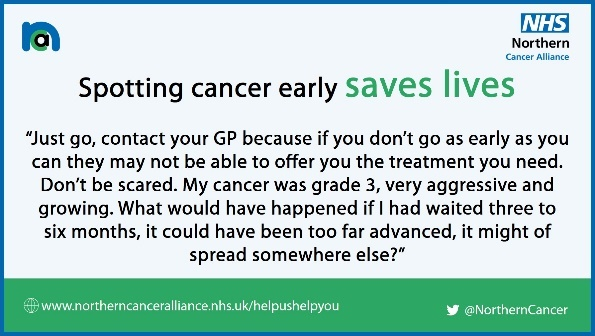 NHS
Northern
Cancer Alliance
Spotting cancer early saves lives
“Just go, contact your GP because if you don’t go as early as you
can they may not be able to offer you the treatment you need.
Don’t be scared. My cancer was grade 3, very aggressive and
growing. What would have happened if I had waited three to
six months, it could have been too far advanced, it might of
spread somewhere else?”
www.northerncanceralliance.nhs.uk/helpushelpyou
@NorthernCancer